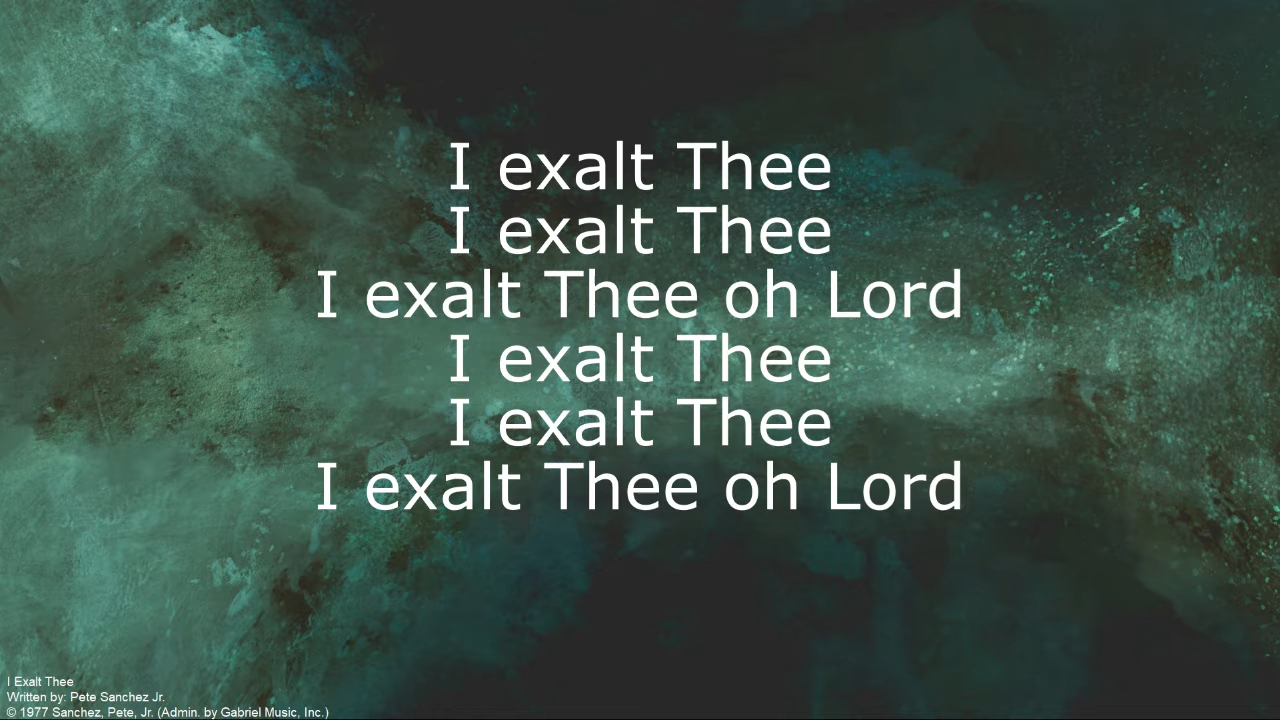 I exalt Thee
I exalt Thee
I exalt Thee oh Lord
I exalt Thee
I exalt Thee
I exalt Thee oh Lord
I Exalt Thee
Written by: Pete Sanchez Jr.
© 1977 Sanchez, Pete, Jr. (Admin. by Gabriel Music, Inc.)